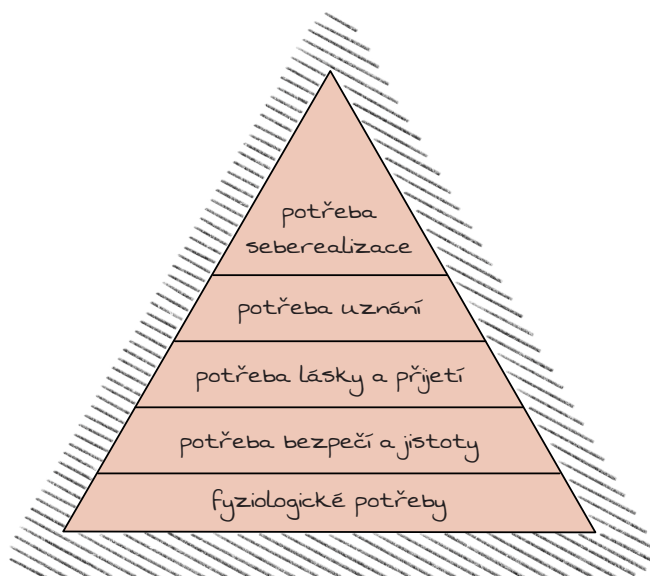 potřeba
seberealizace
potřeba uznání
potřeba lásky a přijetí
potřeba bezpečí a jistoty
fyziologické potřeby